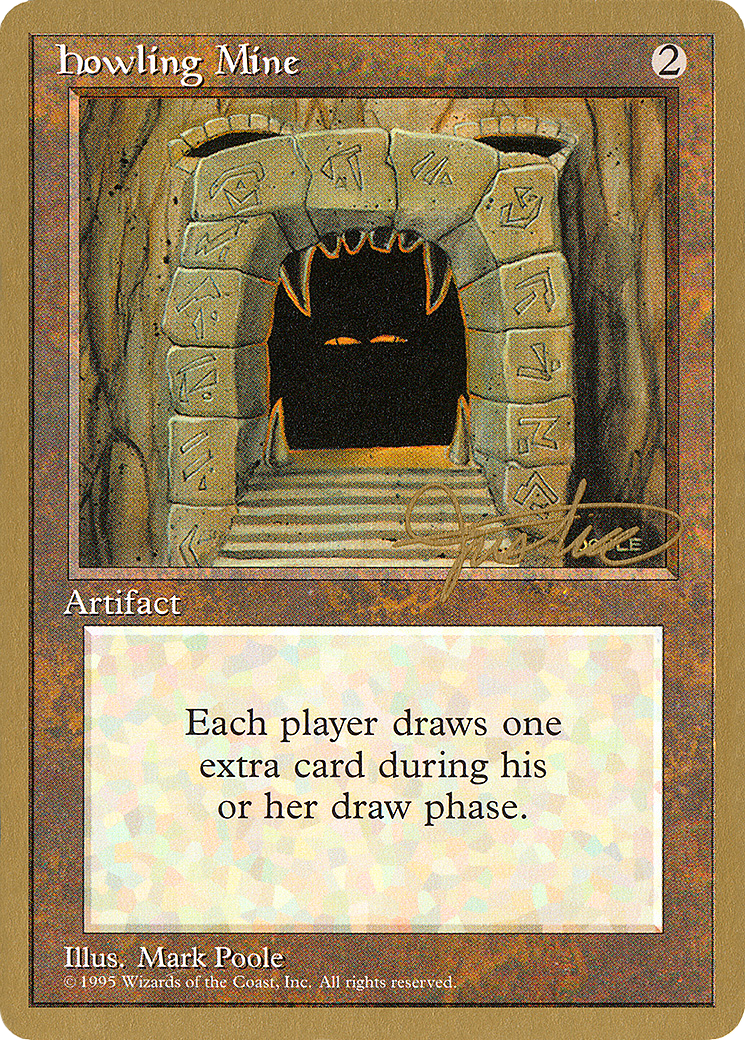 Howling Mine
2
Artifact
Each player draws one
extra card during his
or her draw phase.
Illus. Mark Poole
© 1995 Wizards of the Coast, Inc. All rights reserved.